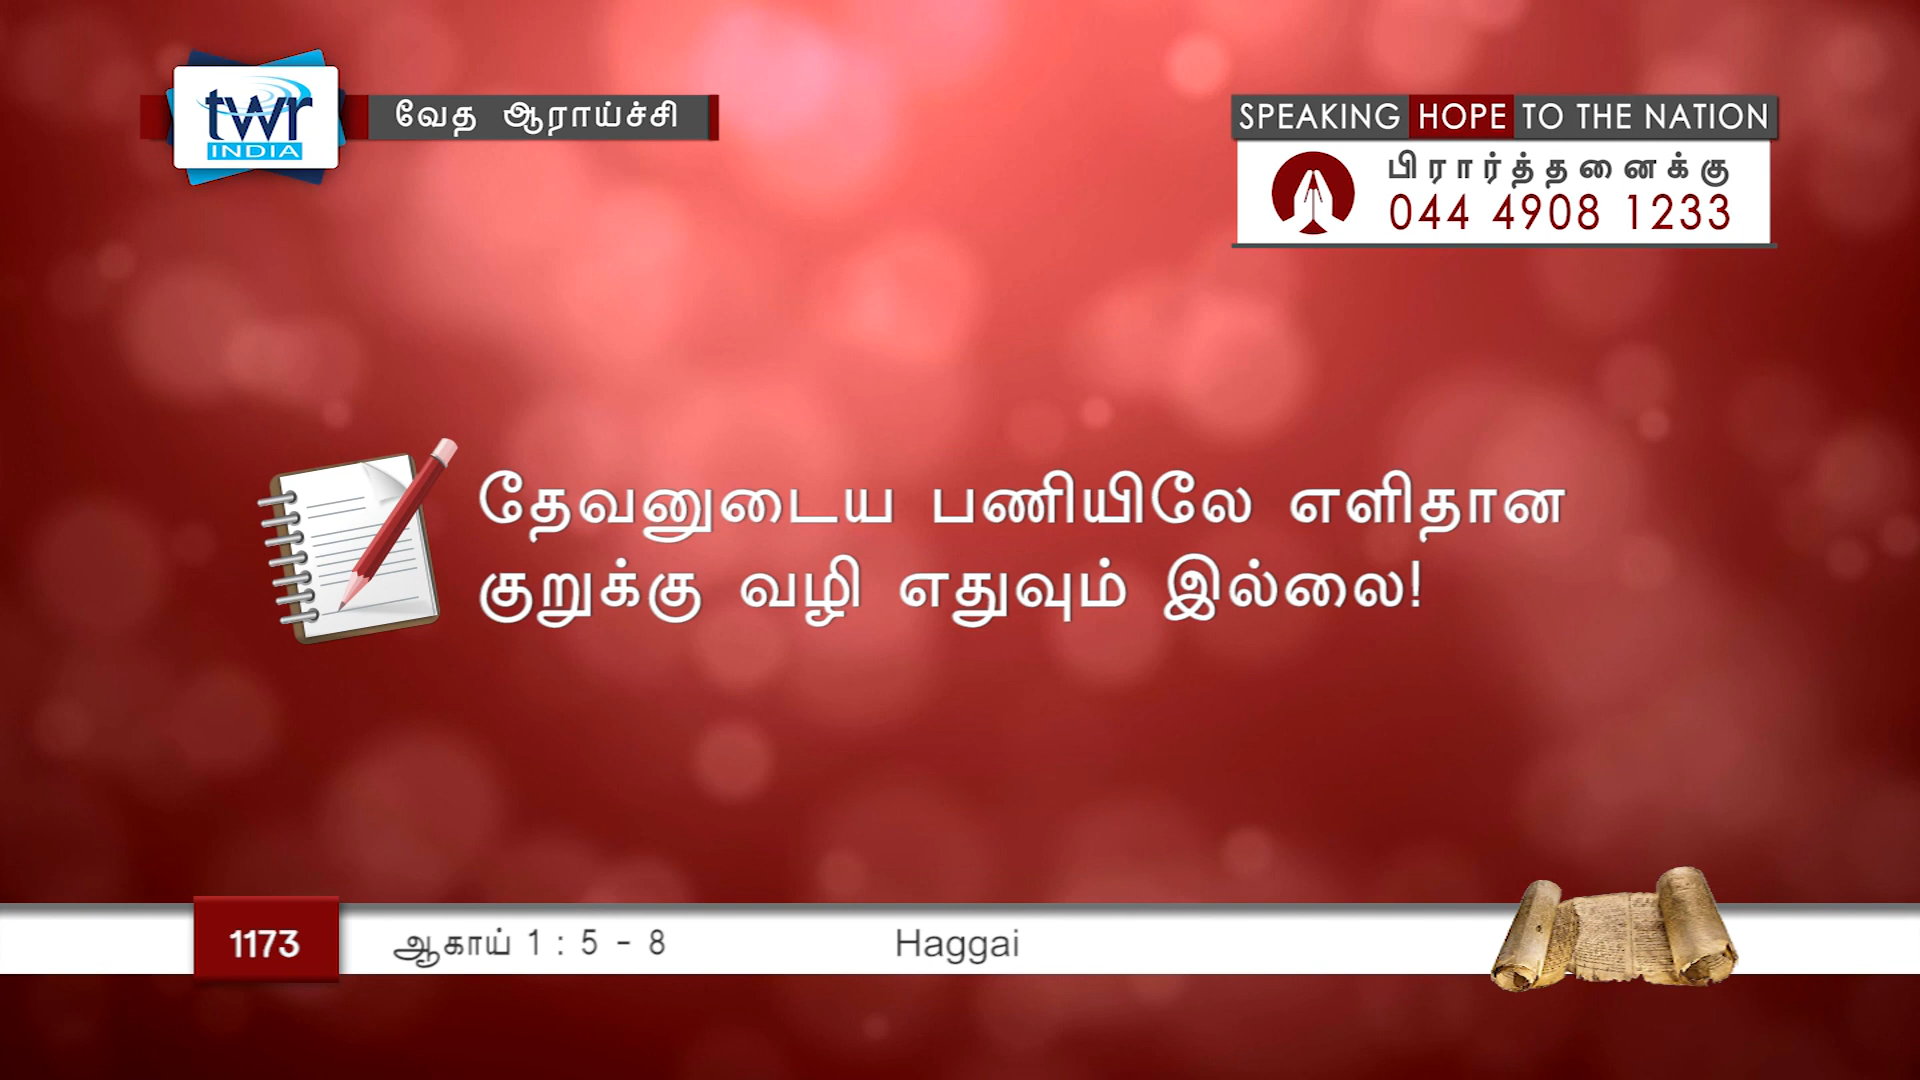 twr
INDIA
வேத ஆராய்ச்சி
SPEAKING HOPE TO THE NATION
பிரார்த்தனைக்கு
044 4908 1233
தேவனுடைய பணியிலே எளிதான
குறுக்கு வழி எதுவும் இல்லை!
1173
ஆகாய் 1 : 5 - 8
Haggai